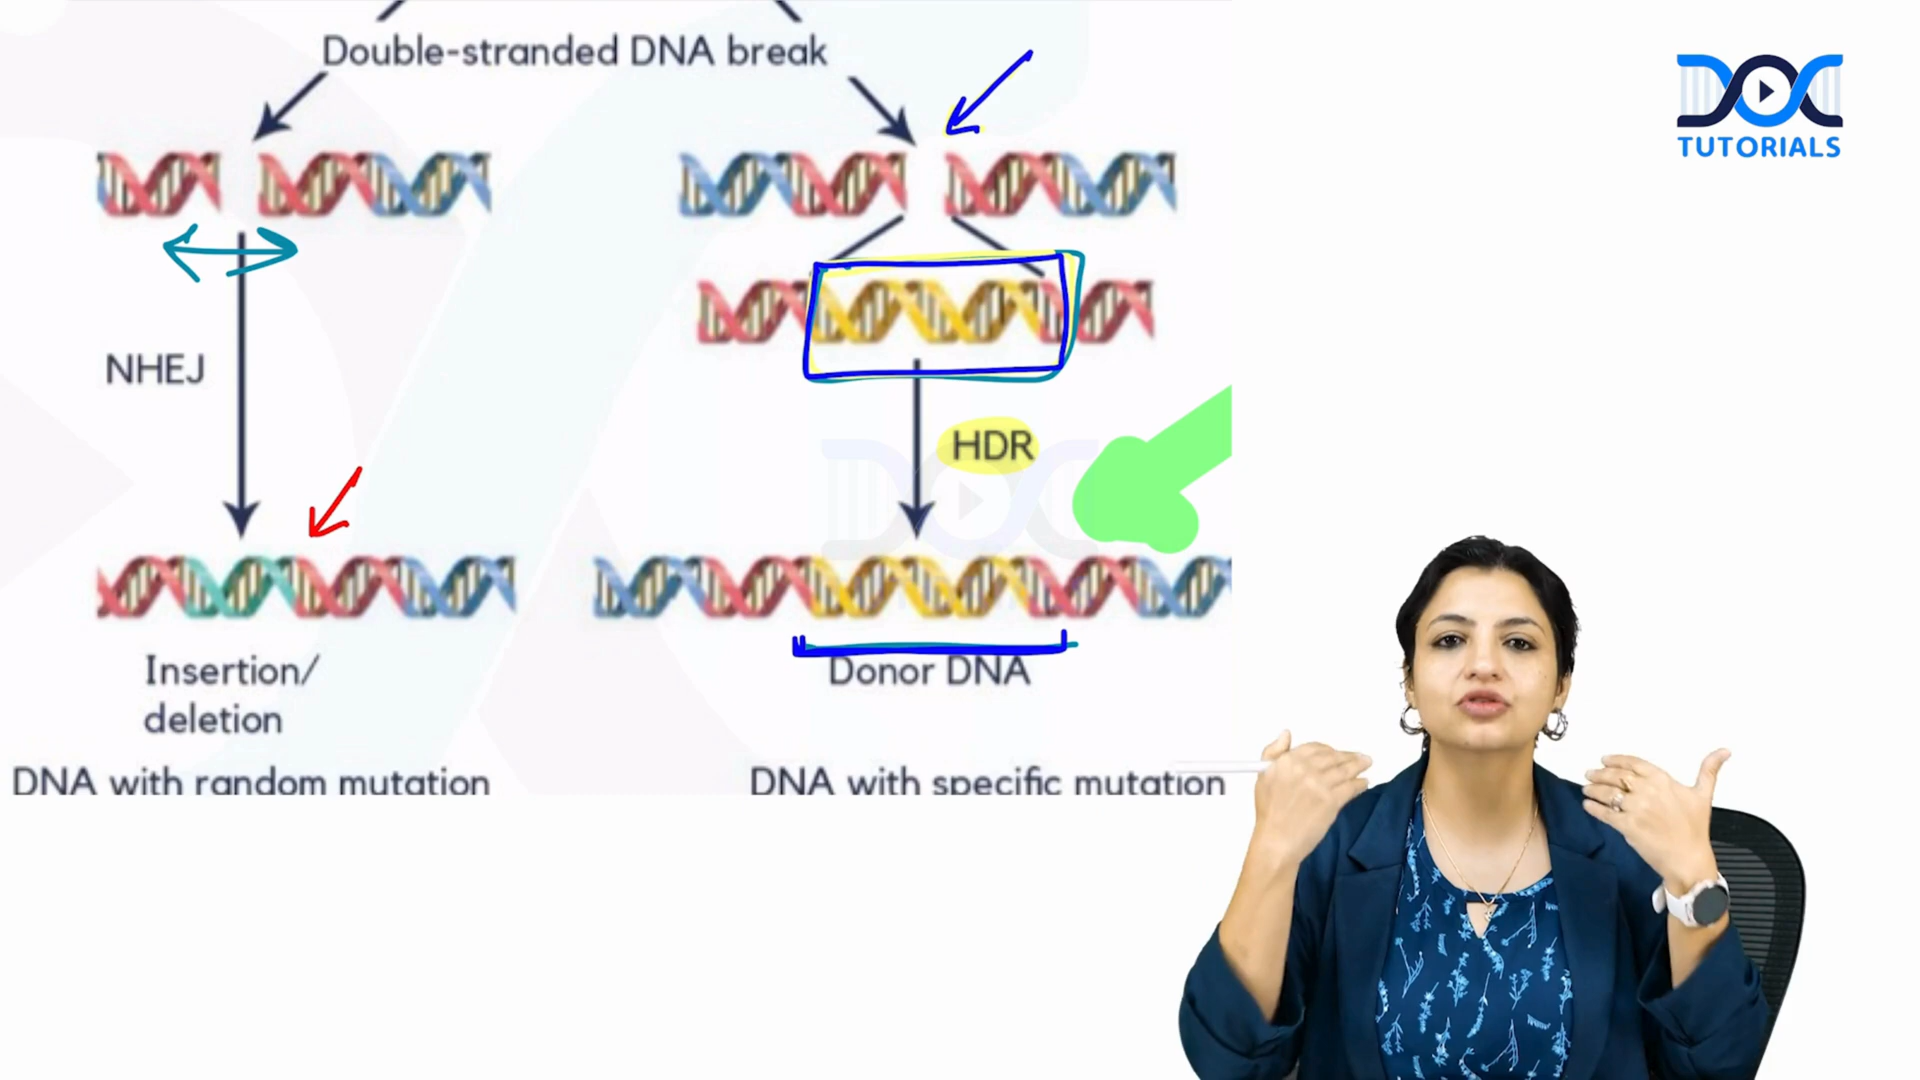 Double-stranded DNA break
DOC
TUTORIALS
NHEJ
HDR
Insertion/
deletion
Donor DNA
DNA with random mutation
DNA with specific mutation